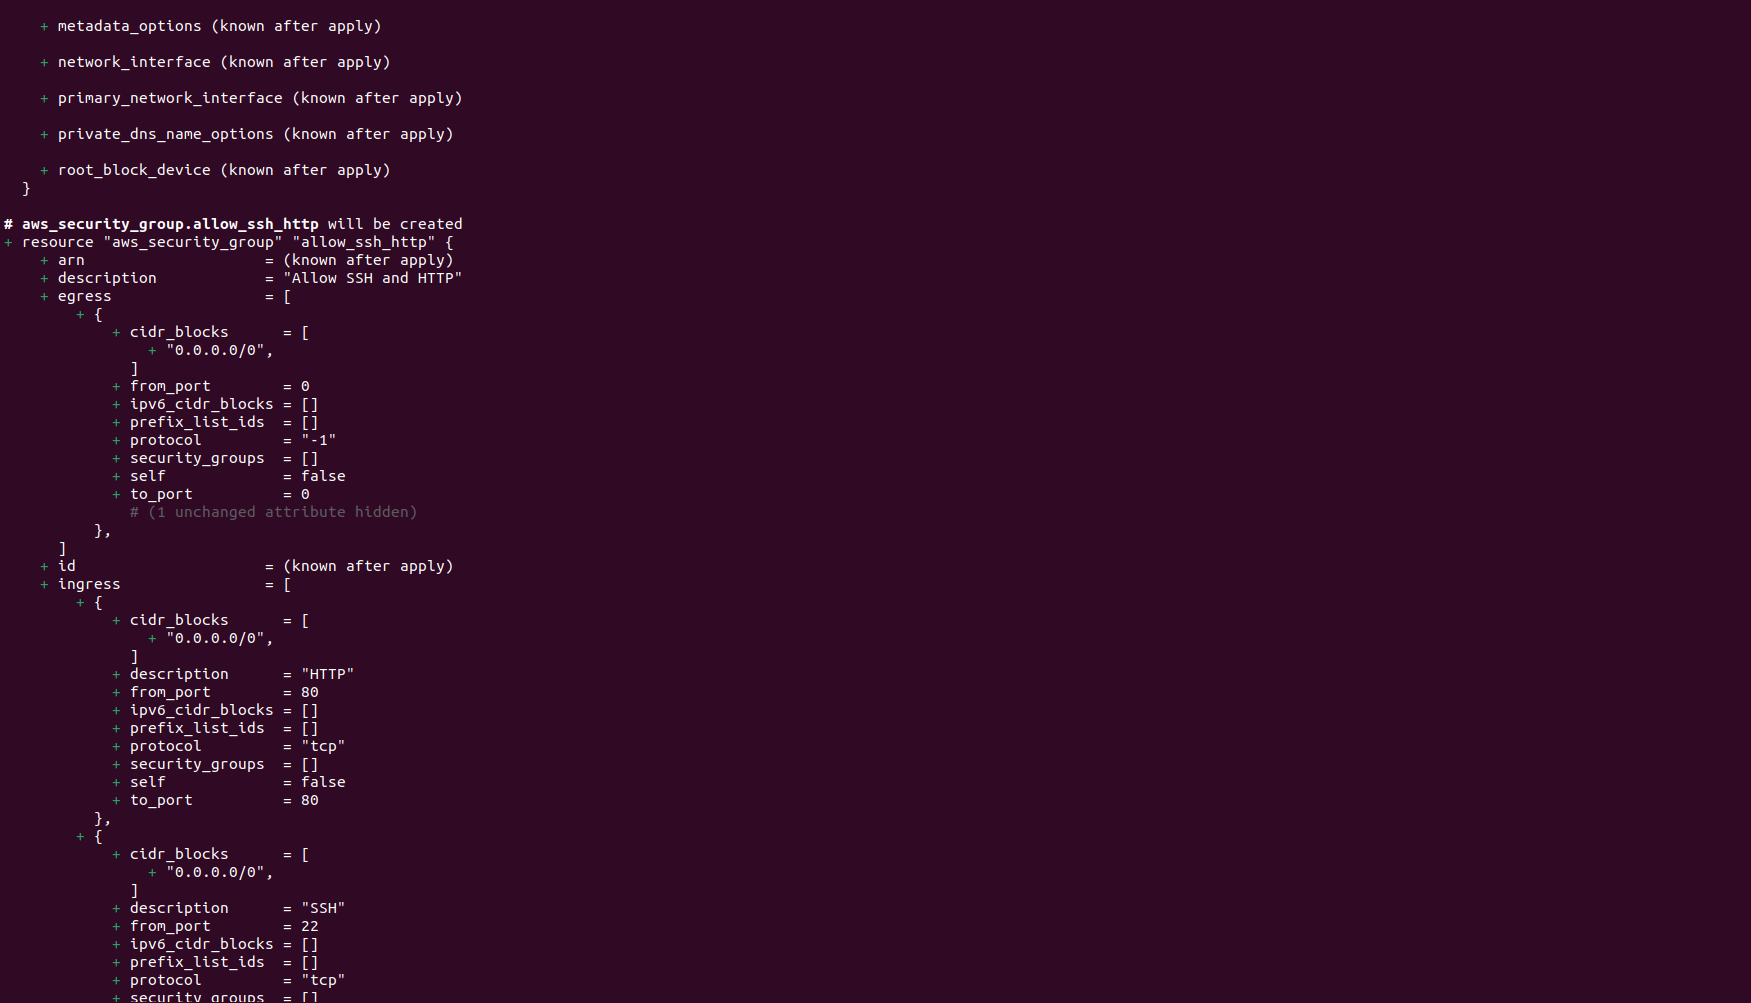 + metadata_options (known after apply)
+ network_interface (known after apply)
+ primary_network_interface (known after apply)
+ private_dns_name_options (known after apply)
+ root_block_device (known after apply)
}
# aws_security_group.allow_ssh_http will be created
+ resource "aws_security_group" "allow_ssh_http" {
+ arn = (known after apply)
+ description = "Allow SSH and HTTP"
+ egress = [
+ {
+ cidr_blocks = [
+ "0.0.0.0/0",
]
+ from_port = 0
+ ipv6_cidr_blocks = []
+ prefix_list_ids = []
+ protocol = "-1"
+ security_groups = []
+ self = false
+ to_port = 0
# (1 unchanged attribute hidden)
},
]
+ id = (known after apply)
+ ingress = [
+ {
+ cidr_blocks = [
+ "0.0.0.0/0",
]
+ description = "HTTP"
+ from_port = 80
+ ipv6_cidr_blocks = []
+ prefix_list_ids = []
+ protocol = "tcp"
+ security_groups = []
+ self = false
+ to_port = 80
},
+ {
+ cidr_blocks = [
+ "0.0.0.0/0",
]
+ description = "SSH"
+ from_port = 22
+ ipv6_cidr_blocks = []
+ prefix_list_ids = []
+ protocol = "tcp"
+ security_groups = []